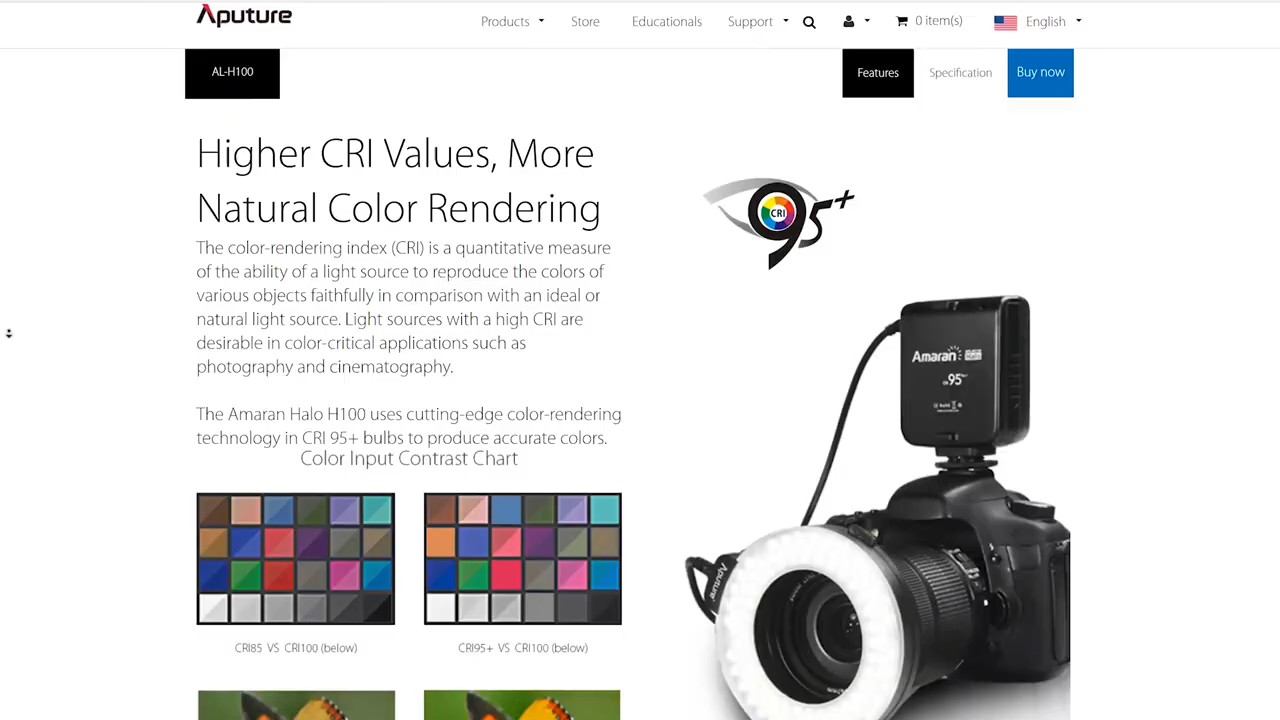 Aputure
Products
Store
Educationals
Support
0 item(s)
English
AL-H100
Features
Specification
Buy now
Higher CRI Values, More
Natural Color Rendering
The color-rendering index (CRI) is a quantitative measure
of the ability of a light source to reproduce the colors of
various objects faithfully in comparison with an ideal or
natural light source. Light sources with a high CRI are
desirable in color-critical applications such as
photography and cinematography.
The Amaran Halo H100 uses cutting-edge color-rendering
technology in CRI 95+ bulbs to produce accurate colors.
Color Input Contrast Chart
CRI85 VS CRI100 (below)
CRI95+ VS CRI100 (below)
CRI
95+
Amaran
95
Aputure